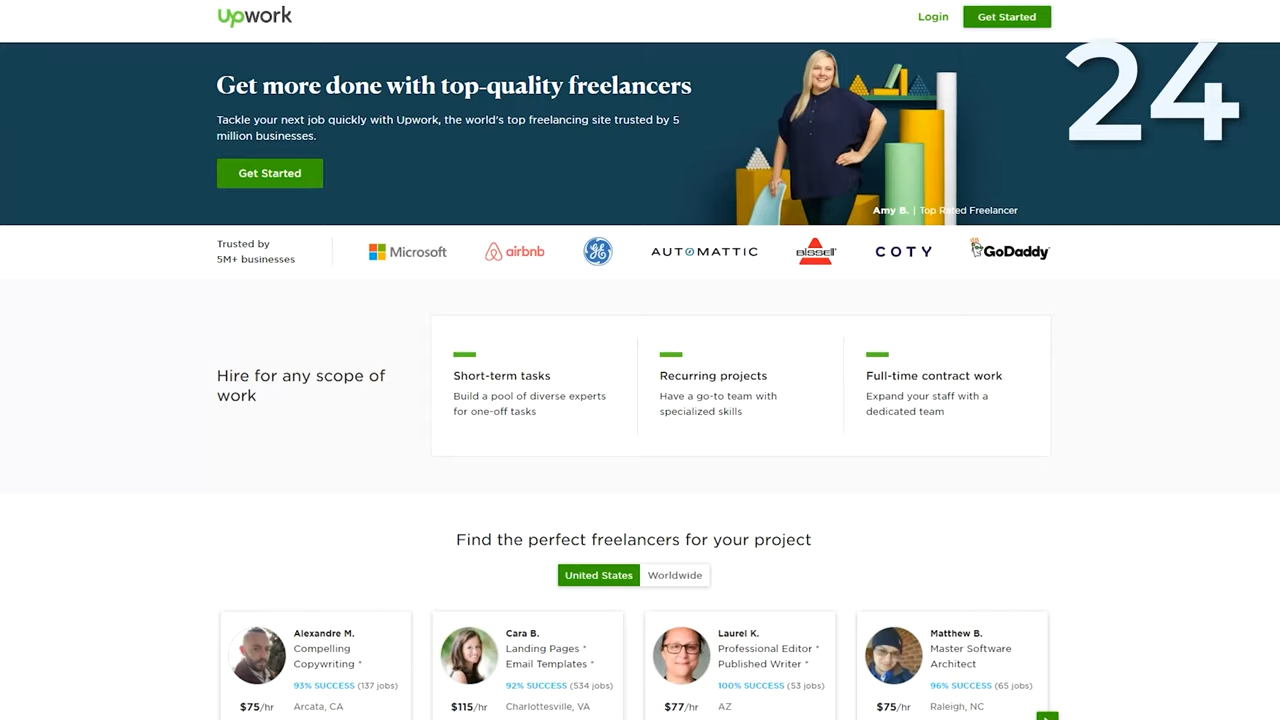 Upwork
Login
Get Started
24
Get more done with top-quality freelancers
Tackle your next job quickly with Upwork, the world's top freelancing site trusted by 5
million businesses.
Get Started
Amy B. | Top Rated Freelancer
Trusted by
5M+ businesses
Microsoft
airbnb
GE
AUTOMATTIC
BISSELL
COTY
GoDaddy
Hire for any scope of
work
Short-term tasks
Build a pool of diverse experts
for one-off tasks
Recurring projects
Have a go-to team with
specialized skills
Full-time contract work
Expand your staff with a
dedicated team
Find the perfect freelancers for your project
United States
Worldwide
Alexandre M.
Compelling
Copywriting *
93% SUCCESS (137 jobs)
$75/hr
Arcata, CA
Cara B.
Landing Pages *
Email Templates *
92% SUCCESS (534 jobs)
$115/hr
Charlottesville, VA
Laurel K.
Professional Editor *
Published Writer *
100% SUCCESS (53 jobs)
$77/hr
AZ
Matthew B.
Master Software
Architect
96% SUCCESS (65 jobs)
$75/hr
Raleigh, NC